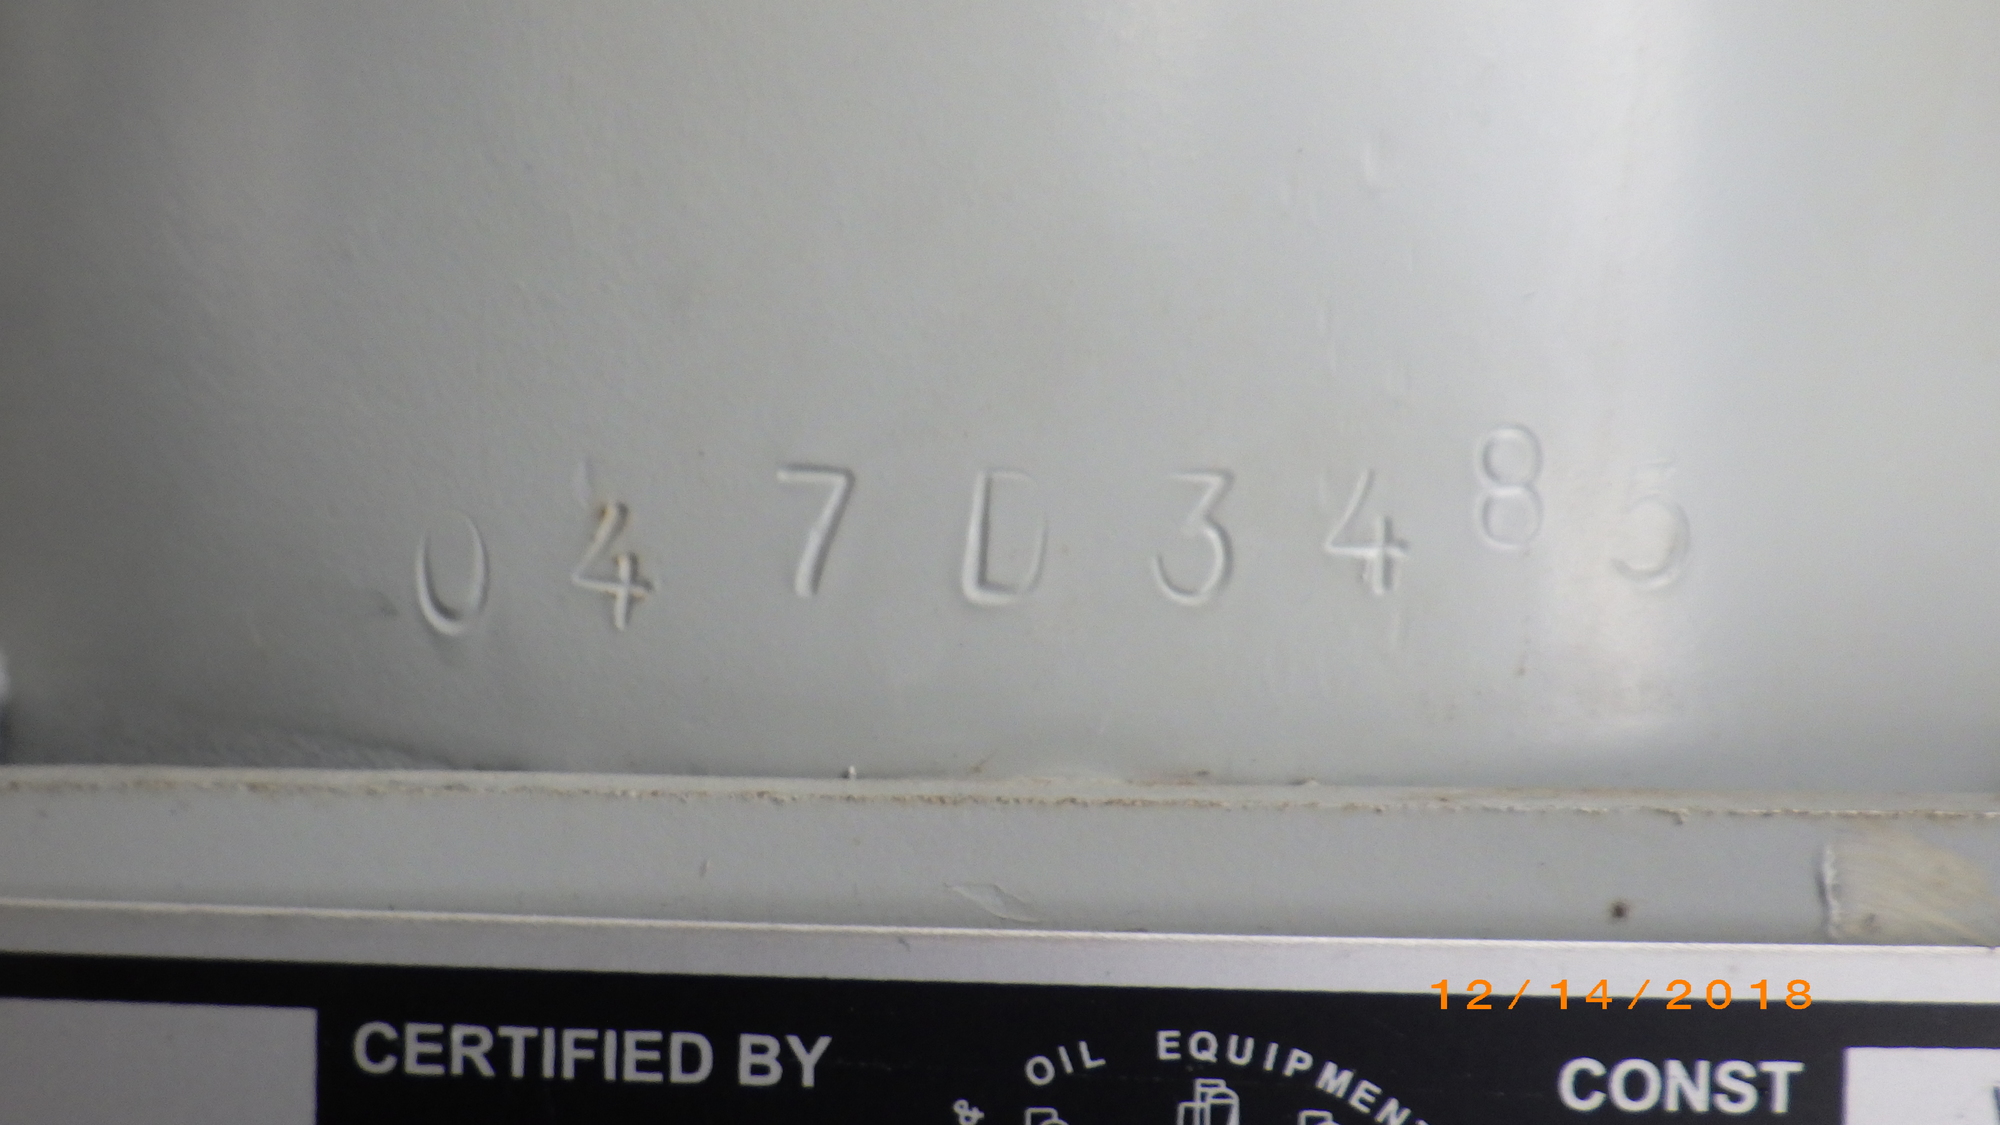 047D3485
12/14/2018
CERTIFIED BY
& OIL EQUIPMENT
CONST